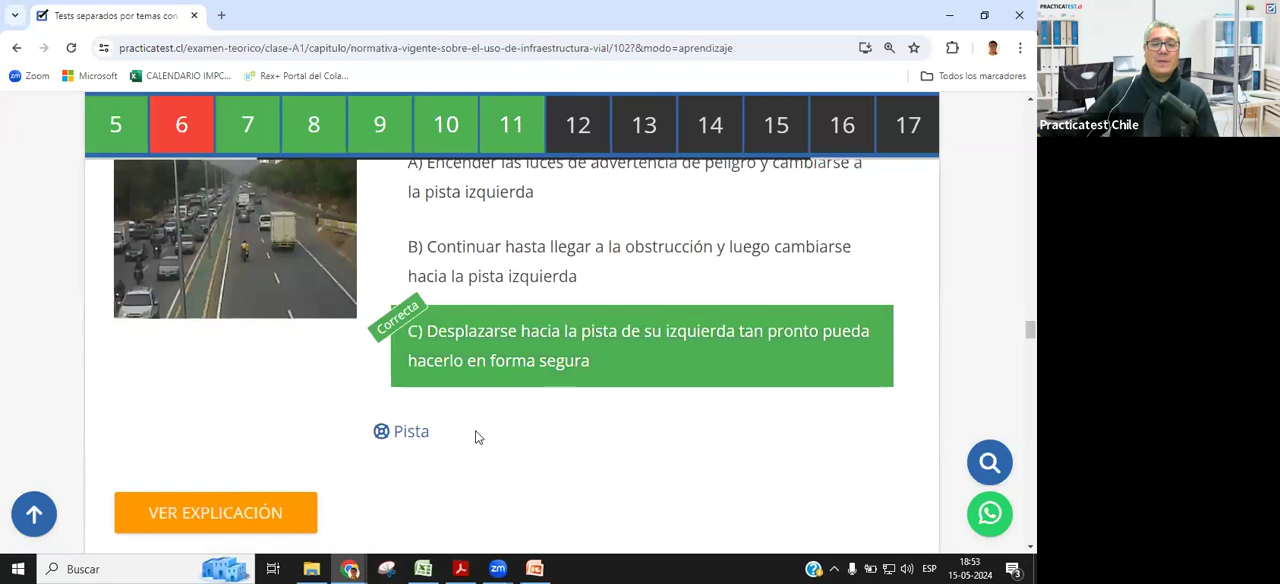 Tests separados por temas con
practicatest.cl/examen-teorico/clase-A1/capitulo/normativa-vigente-sobre-el-uso-de-infraestructura-vial/102?&modo=aprendizaje
Zoom
Microsoft
CALENDARIO IMPC...
Rex+ Portal del Cola...
Todos los marcadores
5 6 7 8 9 10 11 12 13 14 15 16 17
A) Encender las luces de advertencia de peligro y cambiarse a
la pista izquierda
B) Continuar hasta llegar a la obstrucción y luego cambiarse
hacia la pista izquierda
Correcta
C) Desplazarse hacia la pista de su izquierda tan pronto pueda
hacerlo en forma segura
Pista
VER EXPLICACIÓN
Buscar
ESP
18:53
15-05-2024
3
PRACTICATEST.cl
Practicatest Chile